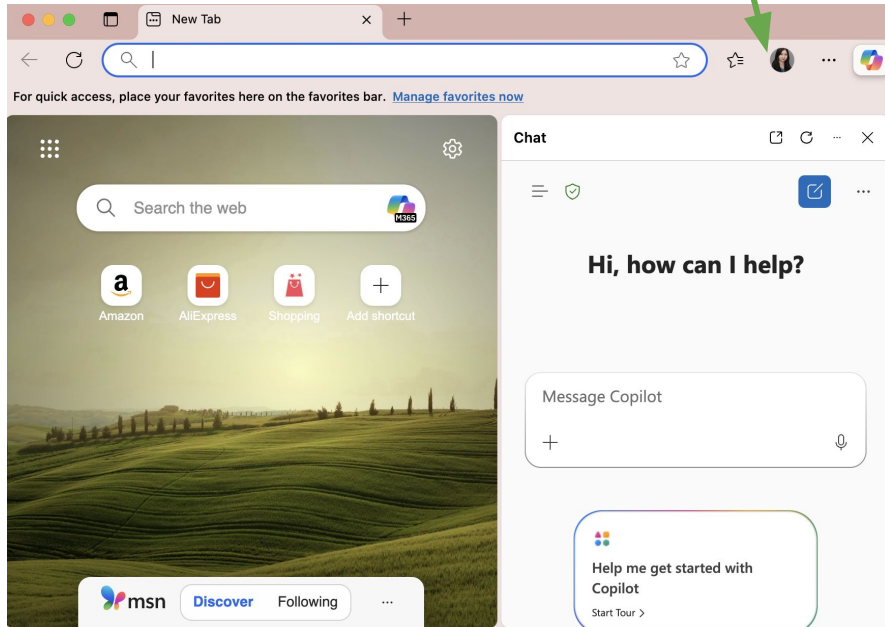 New Tab
For quick access, place your favorites here on the favorites bar. Manage favorites now
Chat
M365
Search the web
Hi, how can I help?
a
Amazon
AliExpress
Shopping
Add shortcut
Message Copilot
Help me get started with
Copilot
Start Tour >
msn
Discover
Following